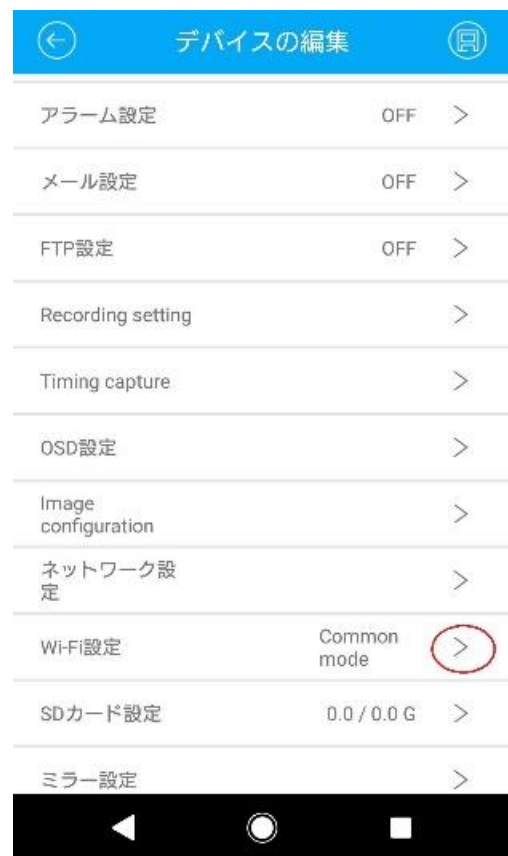 デバイスの編集
アラーム設定 OFF
メール設定 OFF
FTP設定 OFF
Recording setting
Timing capture
OSD設定
Image
configuration
ネットワーク設
定
Wi-Fi設定 Common
mode
SDカード設定 0.0 / 0.0 G
ミラー設定